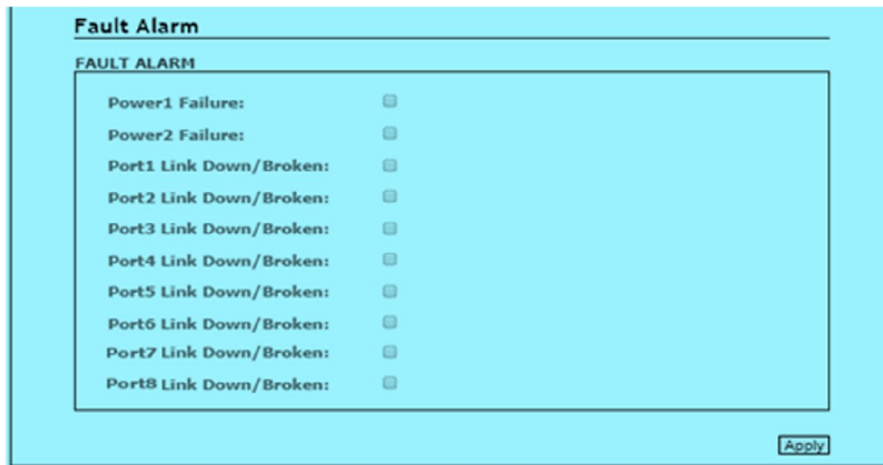 Fault Alarm
FAULT ALARM
Power1 Failure:
Power2 Failure:
Port1 Link Down/Broken:
Port2 Link Down/Broken:
Port3 Link Down/Broken:
Port4 Link Down/Broken:
Port5 Link Down/Broken:
Port6 Link Down/Broken:
Port7 Link Down/Broken:
Port8 Link Down/Broken:
Apply